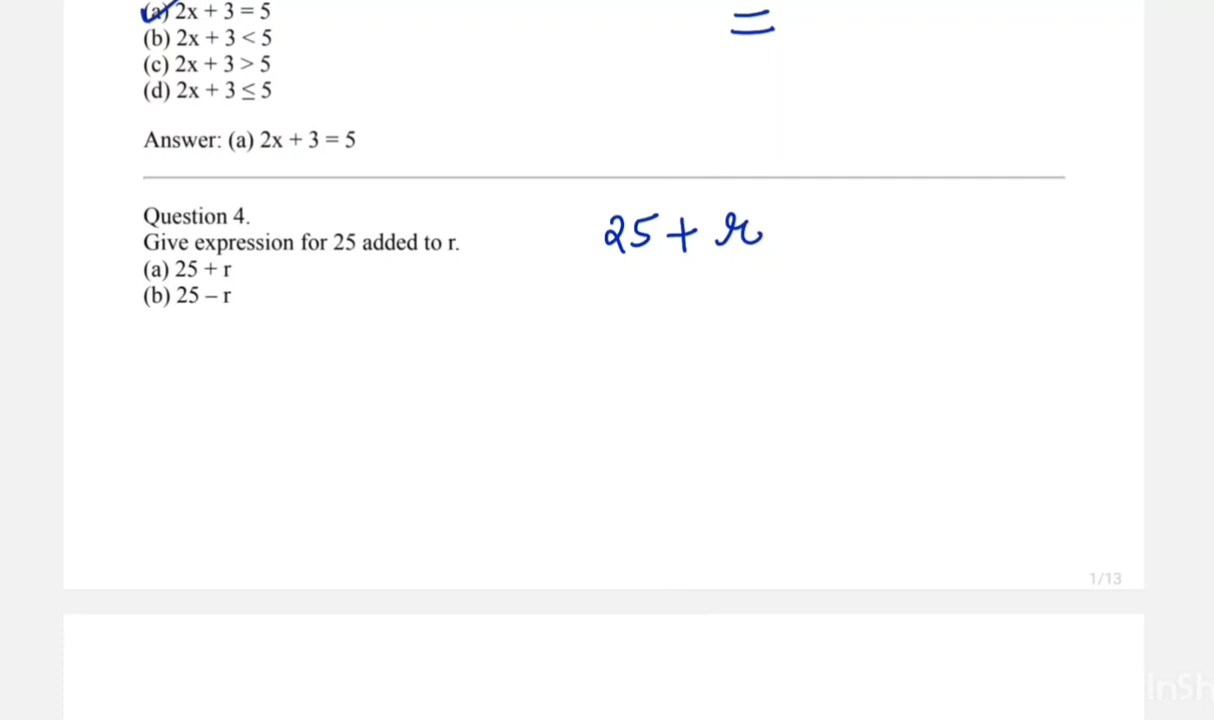 (a) 2x + 3 = 5
=
(b) 2x + 3 < 5
(c) 2x + 3 > 5
(d) 2x + 3 ≤ 5
Answer: (a) 2x + 3 = 5
Question 4.
25 + r
Give expression for 25 added to r.
(a) 25 + r
(b) 25 – r
1/13
InSh